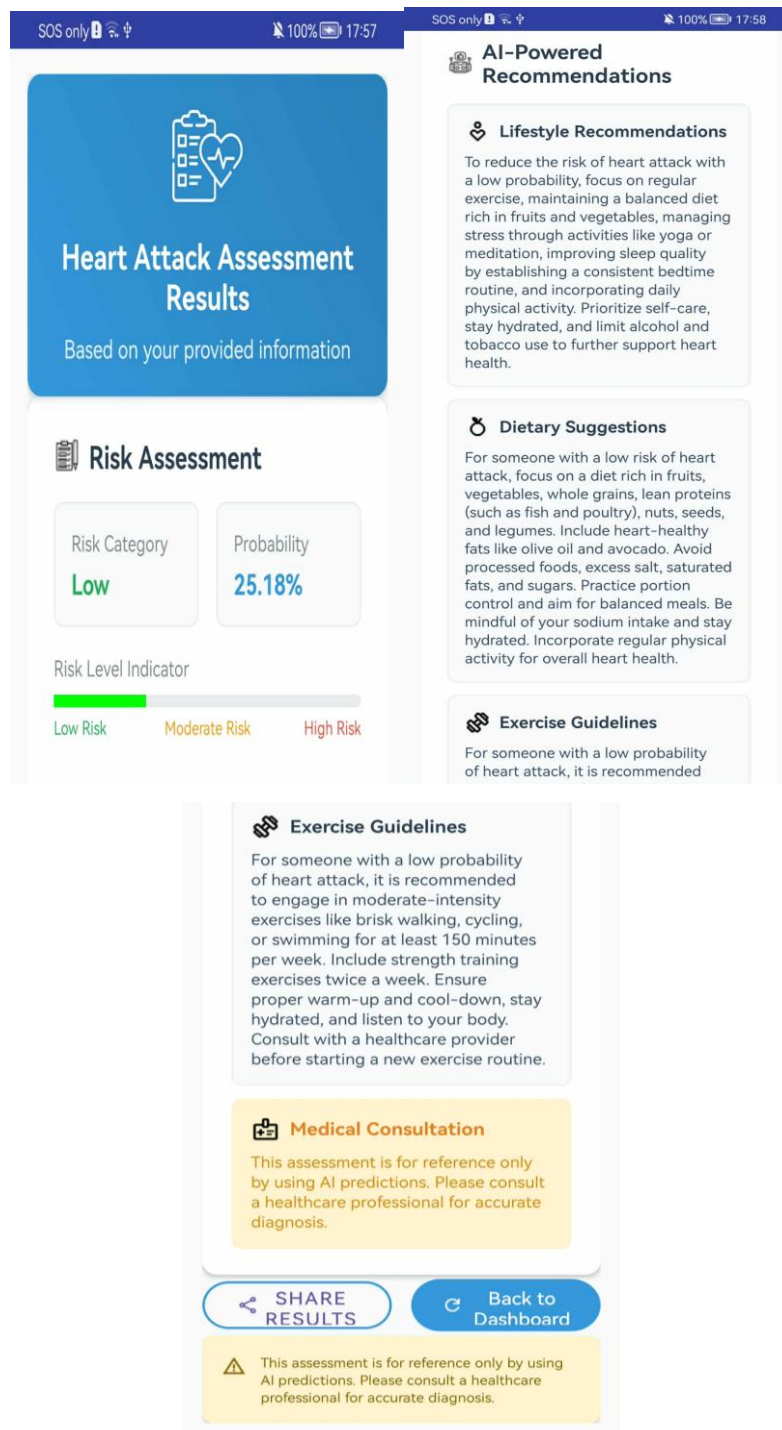 SOS only
100% 17:57
Heart Attack Assessment
Results
Based on your provided information
Risk Assessment
Risk Category
Low
Probability
25.18%
Risk Level Indicator
Low Risk
Moderate Risk
High Risk
SOS only
100% 17:58
AI-Powered
Recommendations
Lifestyle Recommendations
To reduce the risk of heart attack with
a low probability, focus on regular
exercise, maintaining a balanced diet
rich in fruits and vegetables, managing
stress through activities like yoga or
meditation, improving sleep quality
by establishing a consistent bedtime
routine, and incorporating daily
physical activity. Prioritize self-care,
stay hydrated, and limit alcohol and
tobacco use to further support heart
health.
Dietary Suggestions
For someone with a low risk of heart
attack, focus on a diet rich in fruits,
vegetables, whole grains, lean proteins
(such as fish and poultry), nuts, seeds,
and legumes. Include heart-healthy
fats like olive oil and avocado. Avoid
processed foods, excess salt, saturated
fats, and sugars. Practice portion
control and aim for balanced meals. Be
mindful of your sodium intake and stay
hydrated. Incorporate regular physical
activity for overall heart health.
Exercise Guidelines
For someone with a low probability
of heart attack, it is recommended
Exercise Guidelines
For someone with a low probability
of heart attack, it is recommended
to engage in moderate-intensity
exercises like brisk walking, cycling,
or swimming for at least 150 minutes
per week. Include strength training
exercises twice a week. Ensure
proper warm-up and cool-down, stay
hydrated, and listen to your body.
Consult with a healthcare provider
before starting a new exercise routine.
Medical Consultation
This assessment is for reference only
by using AI predictions. Please consult
a healthcare professional for accurate
diagnosis.
SHARE
RESULTS
Back to
Dashboard
This assessment is for reference only by using
AI predictions. Please consult a healthcare
professional for accurate diagnosis.